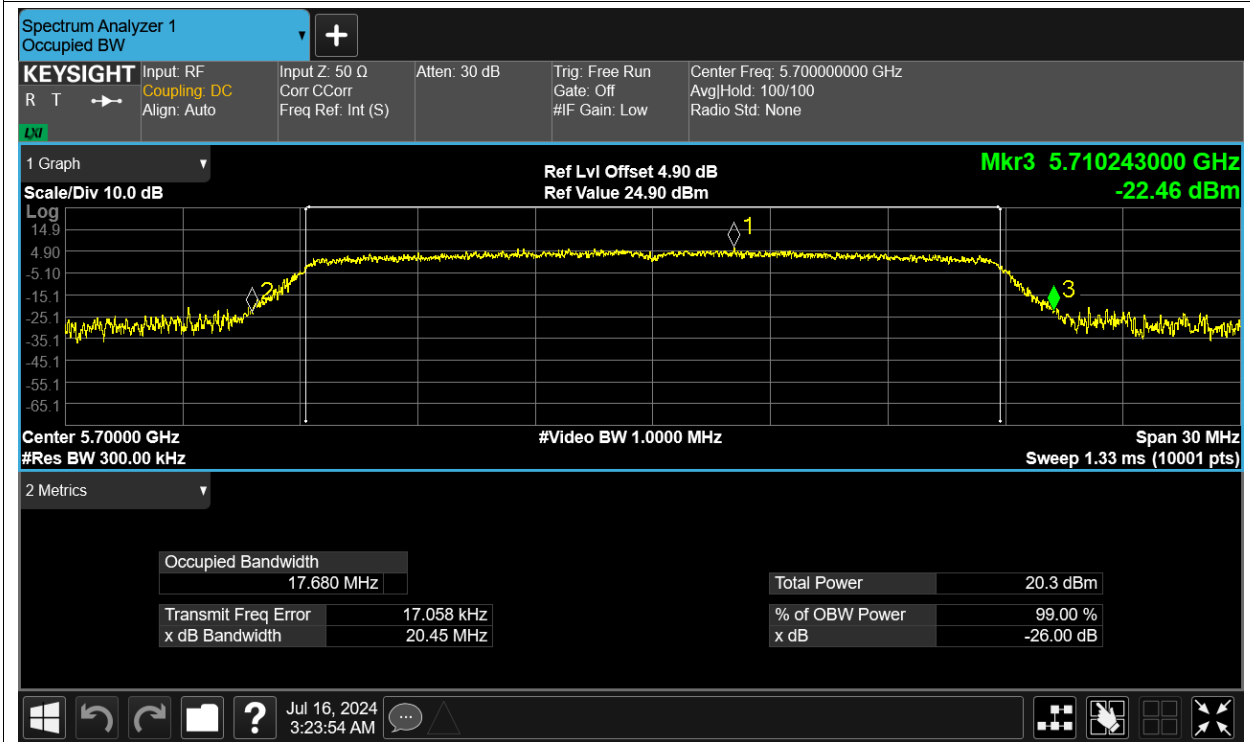 Spectrum Analyzer 1
Occupied BW
KEYSIGHT
R T
LXI
Input: RF
Coupling: DC
Align: Auto
Input Z: 50 Ω
Corr CCorr
Freq Ref: Int (S)
Atten: 30 dB
Trig: Free Run
Gate: Off
#IF Gain: Low
Center Freq: 5.700000000 GHz
Avg|Hold: 100/100
Radio Std: None
1 Graph
Scale/Div 10.0 dB
Ref Lvl Offset 4.90 dB
Ref Value 24.90 dBm
Mkr3 5.710243000 GHz
-22.46 dBm
Log
14.9
4.90
-5.10
-15.1
-25.1
-35.1
-45.1
-55.1
-65.1
1
2
3
Center 5.70000 GHz
#Res BW 300.00 kHz
#Video BW 1.0000 MHz
Span 30 MHz
Sweep 1.33 ms (10001 pts)
2 Metrics
Occupied Bandwidth
17.680 MHz
Transmit Freq Error 17.058 kHz
x dB Bandwidth 20.45 MHz
Total Power 20.3 dBm
% of OBW Power 99.00 %
x dB -26.00 dB
?
Jul 16, 2024
3:23:54 AM